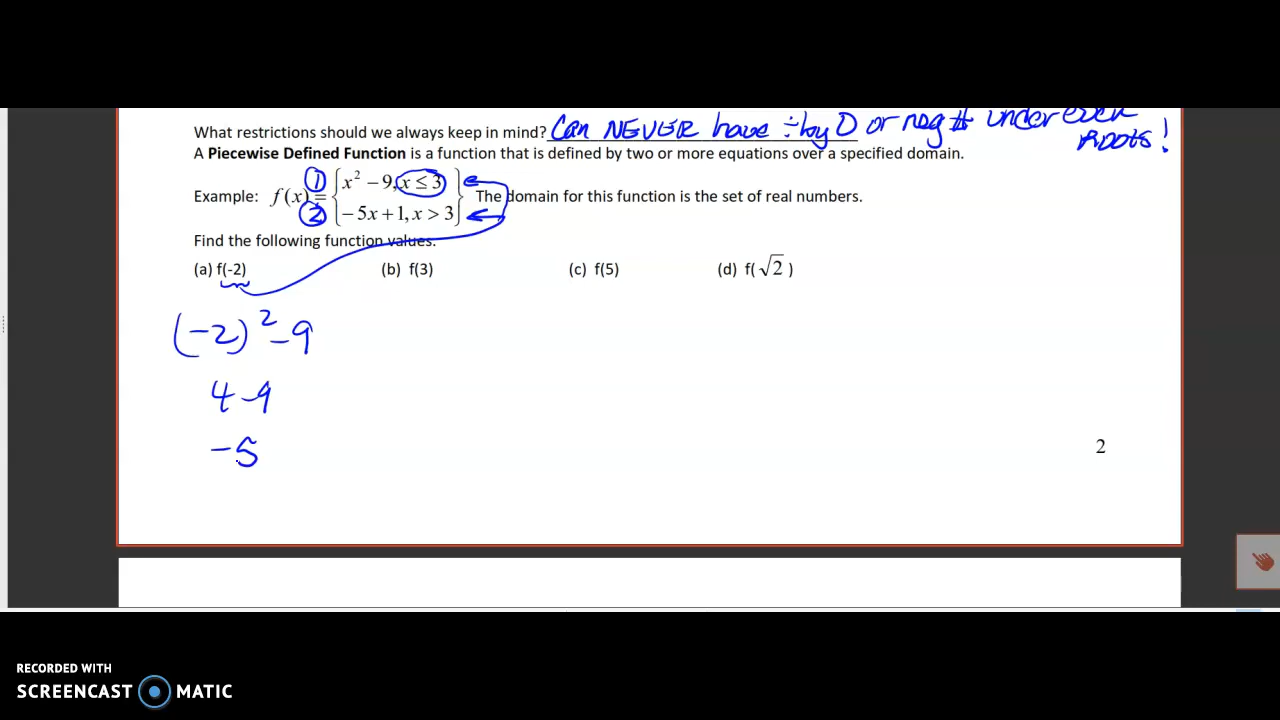 What restrictions should we always keep in mind? Can NEVER have ÷ by 0 or neg # under even Roots!
A Piecewise Defined Function is a function that is defined by two or more equations over a specified domain.
① x² − 9, x ≤ 3
Example: f(x) = The domain for this function is the set of real numbers.
② −5x + 1, x > 3
Find the following function values.
(a) f(-2) (b) f(3) (c) f(5) (d) f(√2)
(-2)² - 9
4 - 9
-5
2
RECORDED WITH
SCREENCAST MATIC